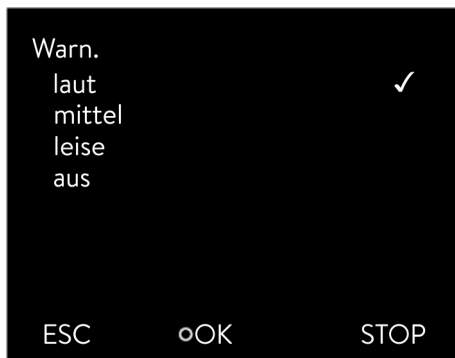 Warn.
laut ✓
mittel
leise
aus
ESC OK STOP